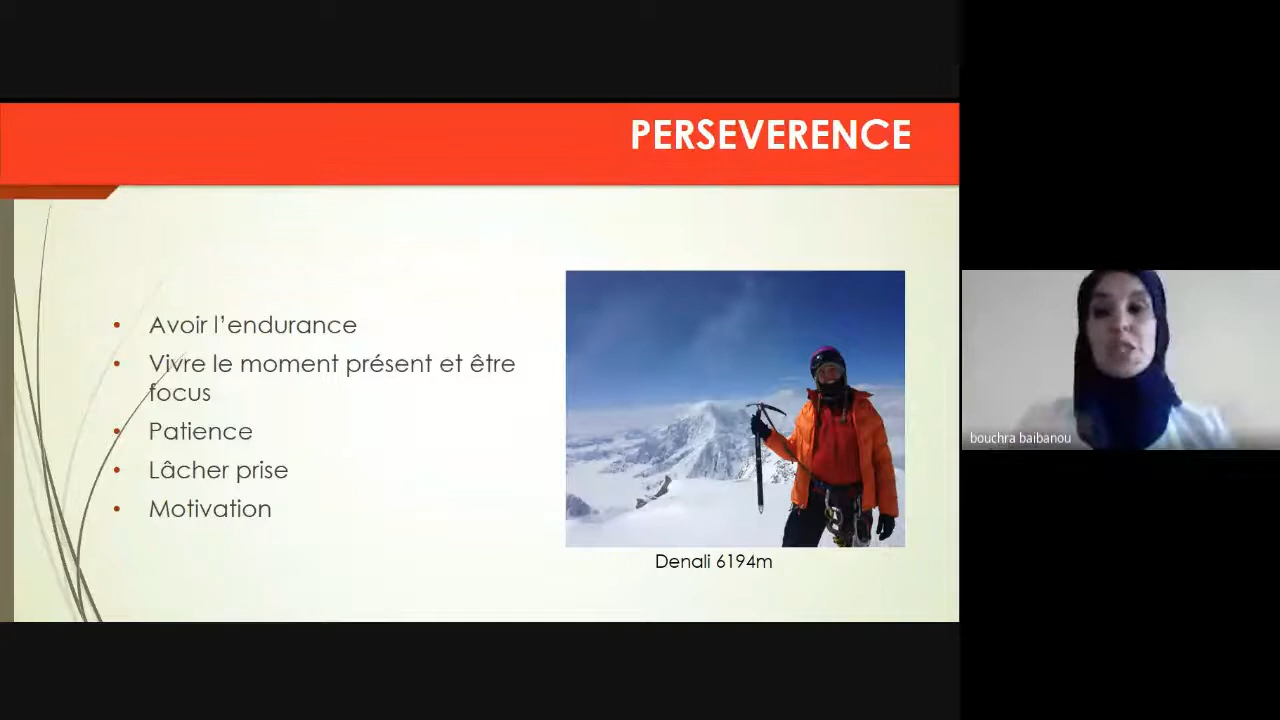 PERSEVERENCE
• Avoir l’endurance
• Vivre le moment présent et être
focus
• Patience
• Lâcher prise
• Motivation
Denali 6194m
bouchra baibanou